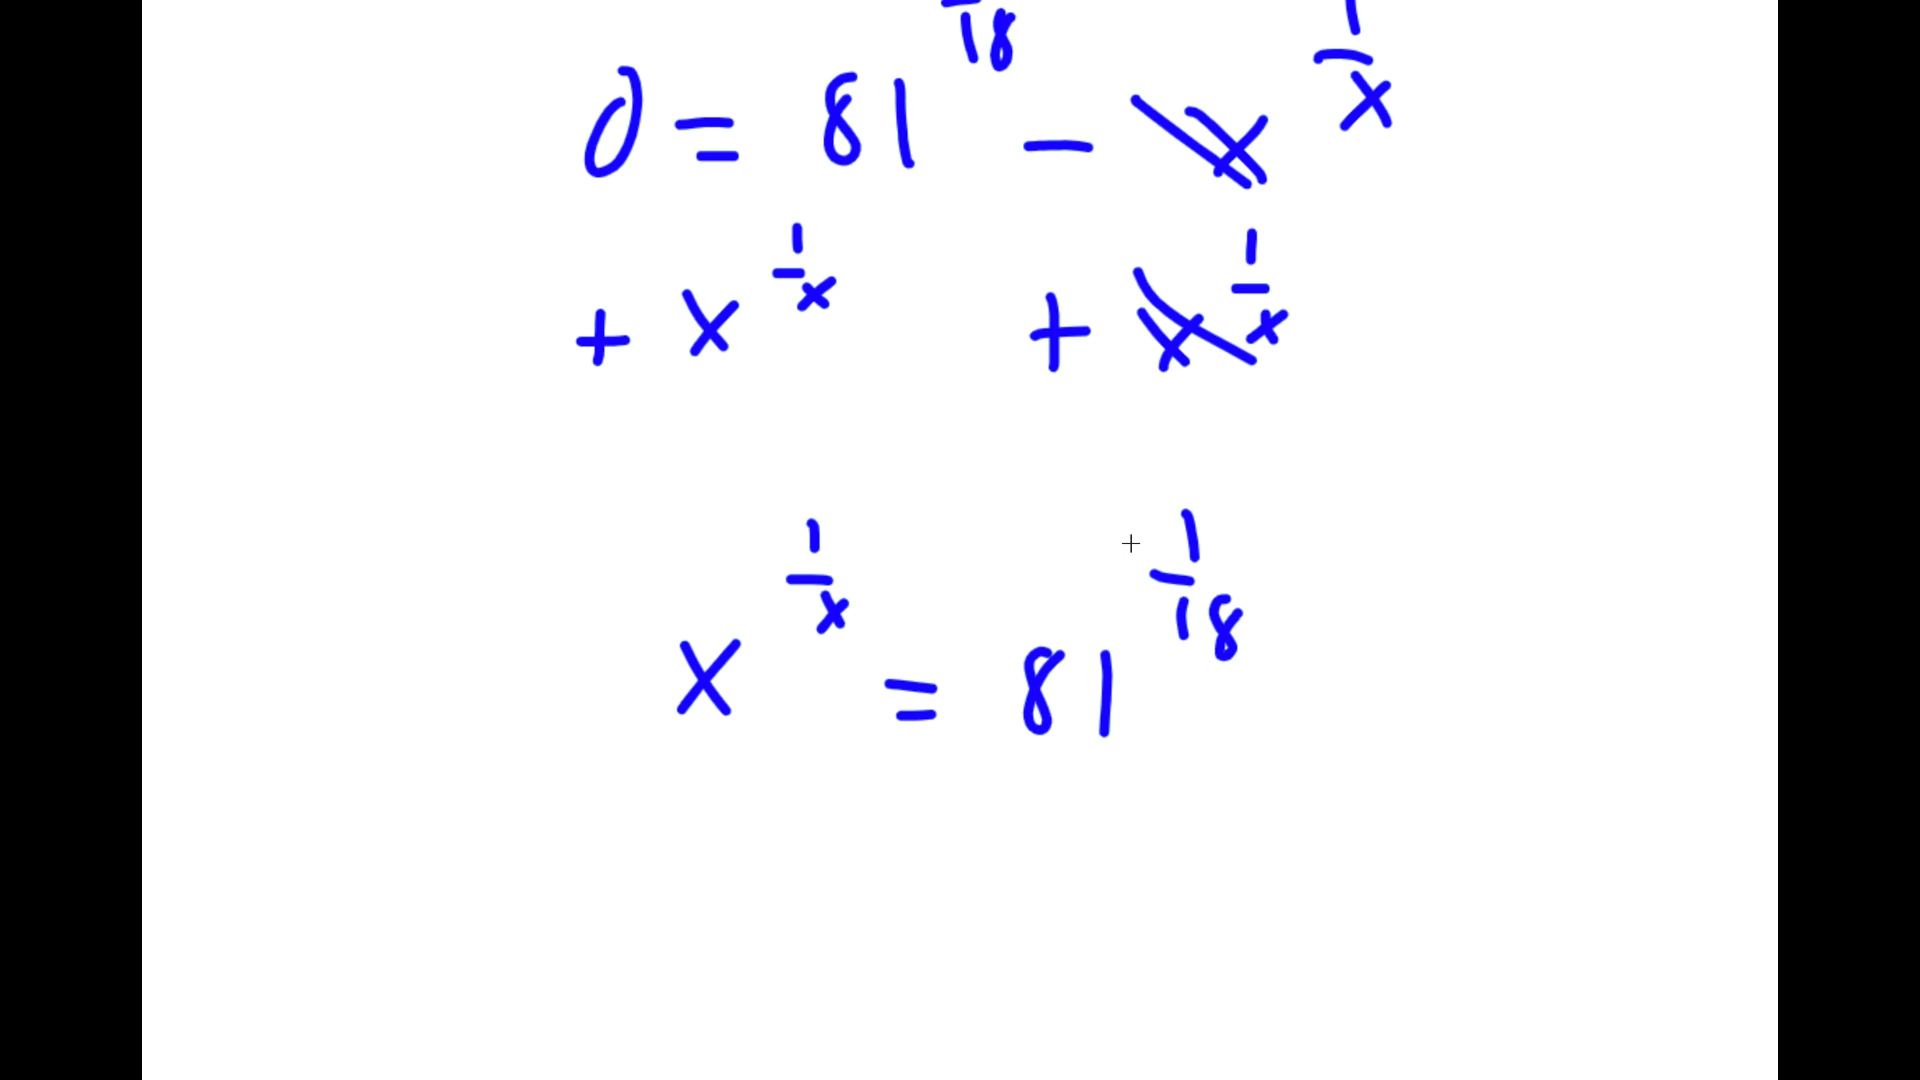 0 = 81^(1/18) - x^(1/x)
+ x^(1/x) + x^(1/x)
x^(1/x) = 81^(1/18)